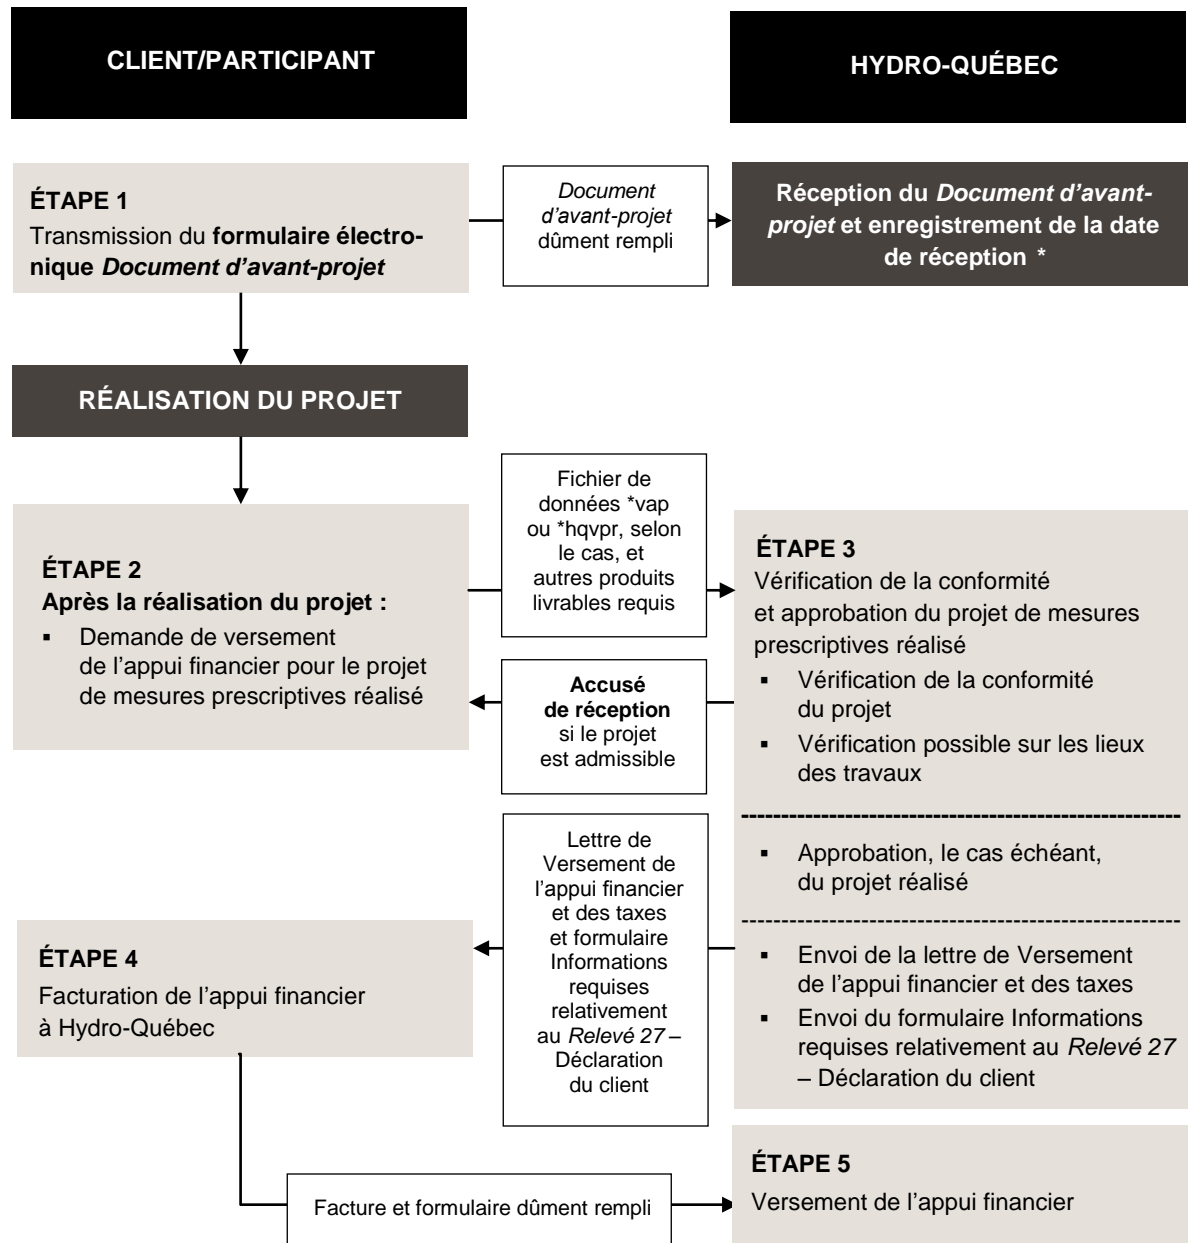 CLIENT/PARTICIPANT
HYDRO-QUÉBEC
ÉTAPE 1
Transmission du formulaire électro-
nique Document d'avant-projet
Document
d'avant-projet
dûment rempli
Réception du Document d'avant-
projet et enregistrement de la date
de réception *
RÉALISATION DU PROJET
ÉTAPE 2
Après la réalisation du projet :
▪ Demande de versement
de l'appui financier pour le projet
de mesures prescriptives réalisé
Fichier de
données *vap
ou *hqvpr, selon
le cas, et
autres produits
livrables requis
Accusé
de réception
si le projet
est admissible
ÉTAPE 3
Vérification de la conformité
et approbation du projet de mesures
prescriptives réalisé
▪ Vérification de la conformité
du projet
▪ Vérification possible sur les lieux
des travaux
▪ Approbation, le cas échéant,
du projet réalisé
▪ Envoi de la lettre de Versement
de l'appui financier et des taxes
▪ Envoi du formulaire Informations
requises relativement au Relevé 27
– Déclaration du client
Lettre de
Versement de
l'appui financier
et des taxes
et formulaire
Informations
requises
relativement
au Relevé 27 –
Déclaration
du client
ÉTAPE 4
Facturation de l'appui financier
à Hydro-Québec
Facture et formulaire dûment rempli
ÉTAPE 5
Versement de l'appui financier